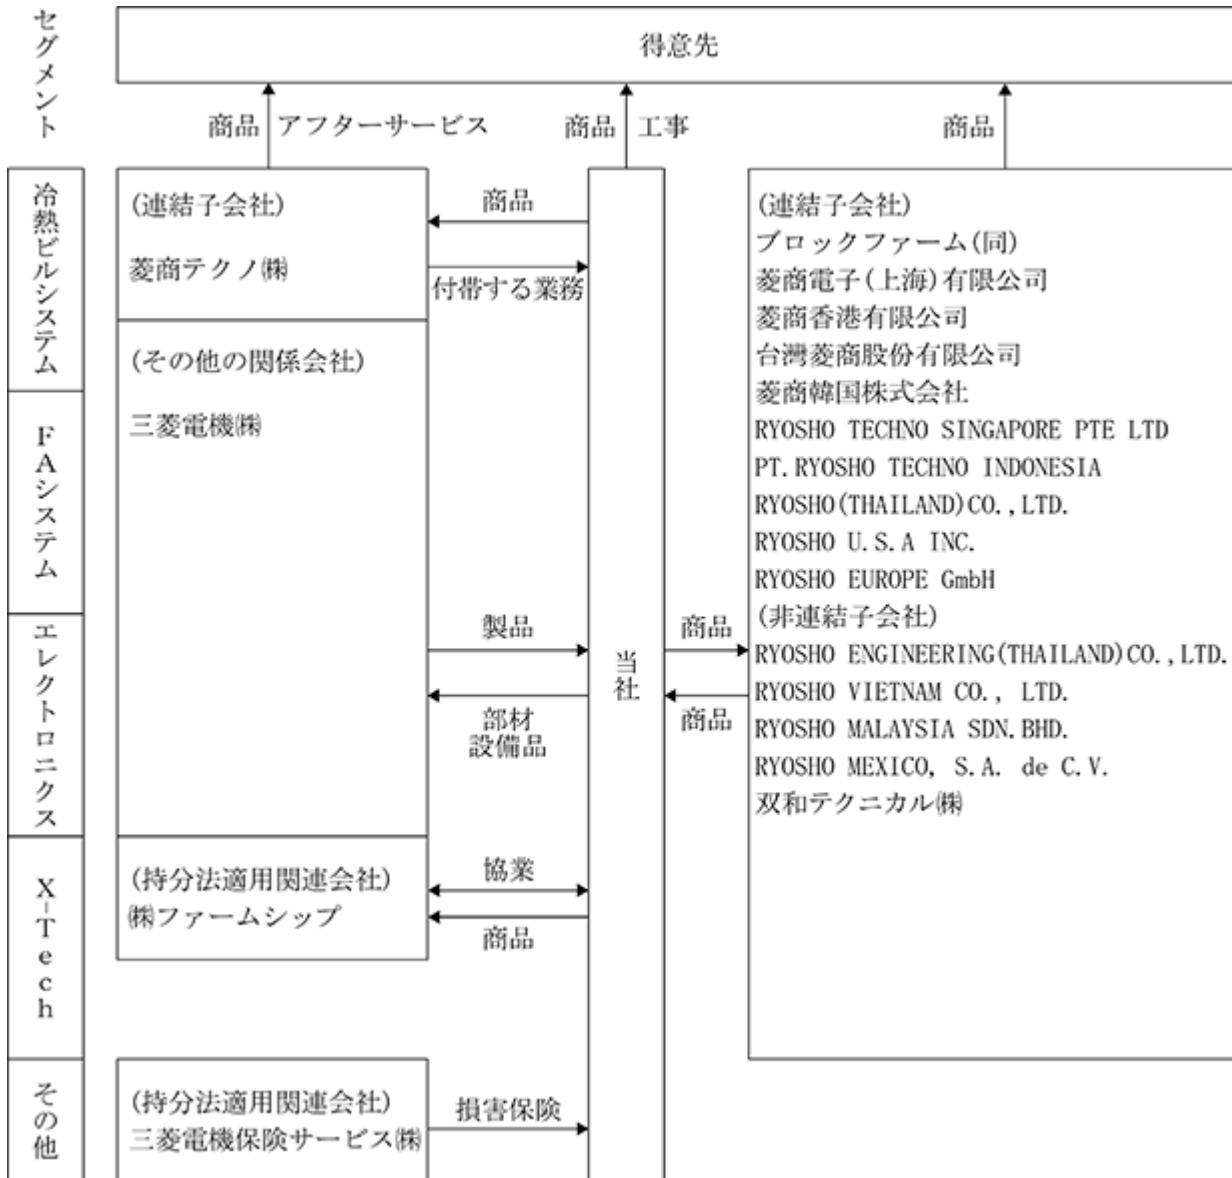 セグメント
得意先
商品
アフターサービス
商品
工事
商品
冷熱ビルシステム
(連結子会社)
菱商テクノ㈱
商品
付帯する業務
(その他の関係会社)
三菱電機㈱
FAシステム
エレクトロニクス
製品
部材
設備品
当社
商品
商品
(連結子会社)
ブロックファーム(同)
菱商電子(上海)有限公司
菱商香港有限公司
台灣菱商股份有限公司
菱商韓国株式会社
RYOSHO TECHNO SINGAPORE PTE LTD
PT.RYOSHO TECHNO INDONESIA
RYOSHO(THAILAND)CO.,LTD.
RYOSHO U.S.A INC.
RYOSHO EUROPE GmbH
(非連結子会社)
RYOSHO ENGINEERING(THAILAND)CO.,LTD.
RYOSHO VIETNAM CO., LTD.
RYOSHO MALAYSIA SDN.BHD.
RYOSHO MEXICO, S.A. de C.V.
双和テクニカル㈱
X-Tech
(持分法適用関連会社)
㈱ファームシップ
協業
商品
その他
(持分法適用関連会社)
三菱電機保険サービス㈱
損害保険